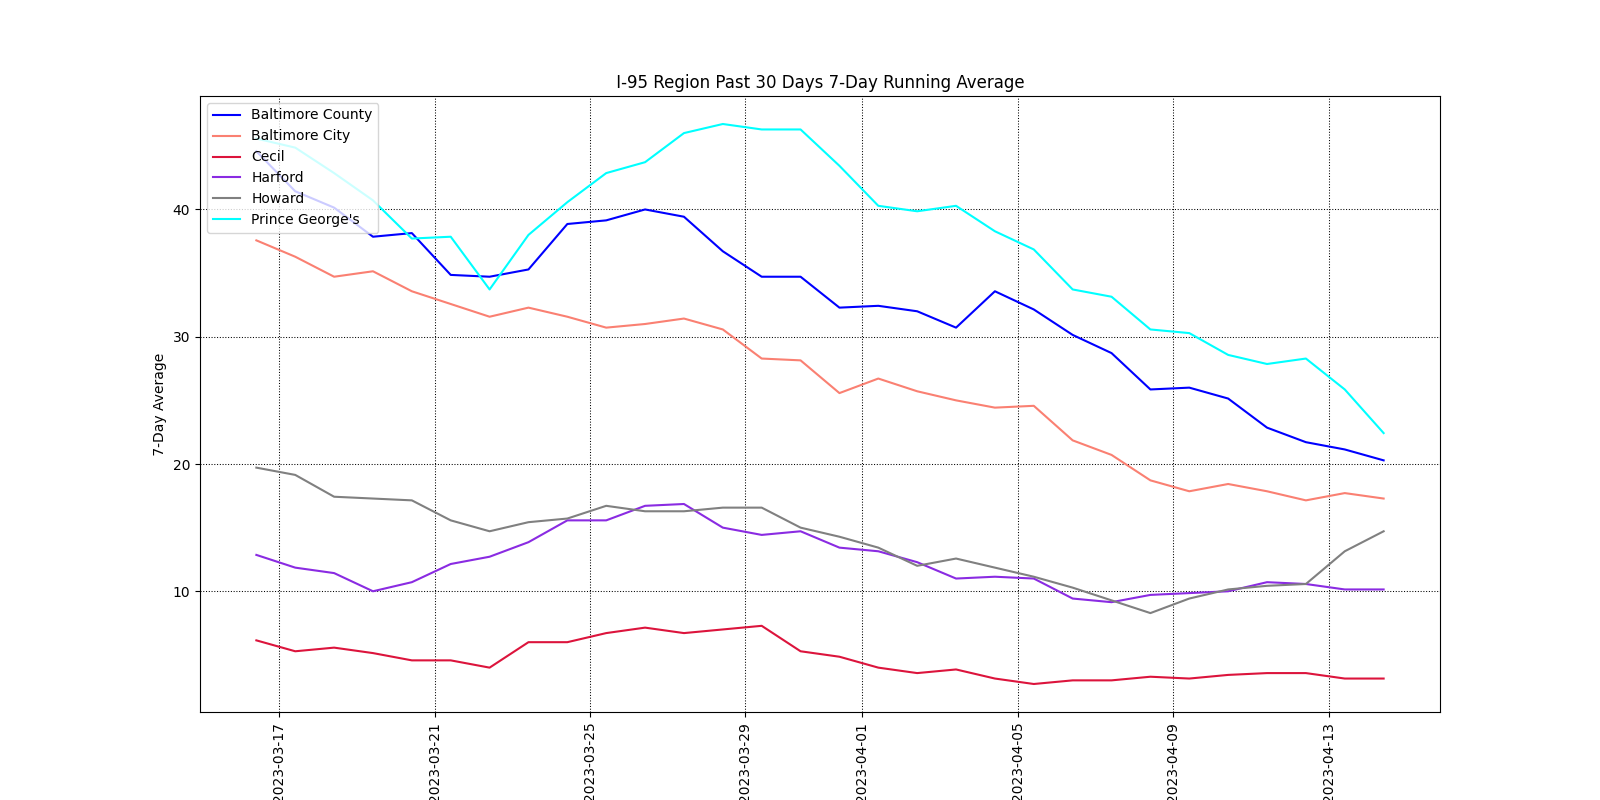 I-95 Region Past 30 Days 7-Day Running Average
Baltimore County
Baltimore City
Cecil
Harford
Howard
Prince George's
40
30
20
10
7-Day Average
2023-03-17
2023-03-21
2023-03-25
2023-03-29
2023-04-01
2023-04-05
2023-04-09
2023-04-13